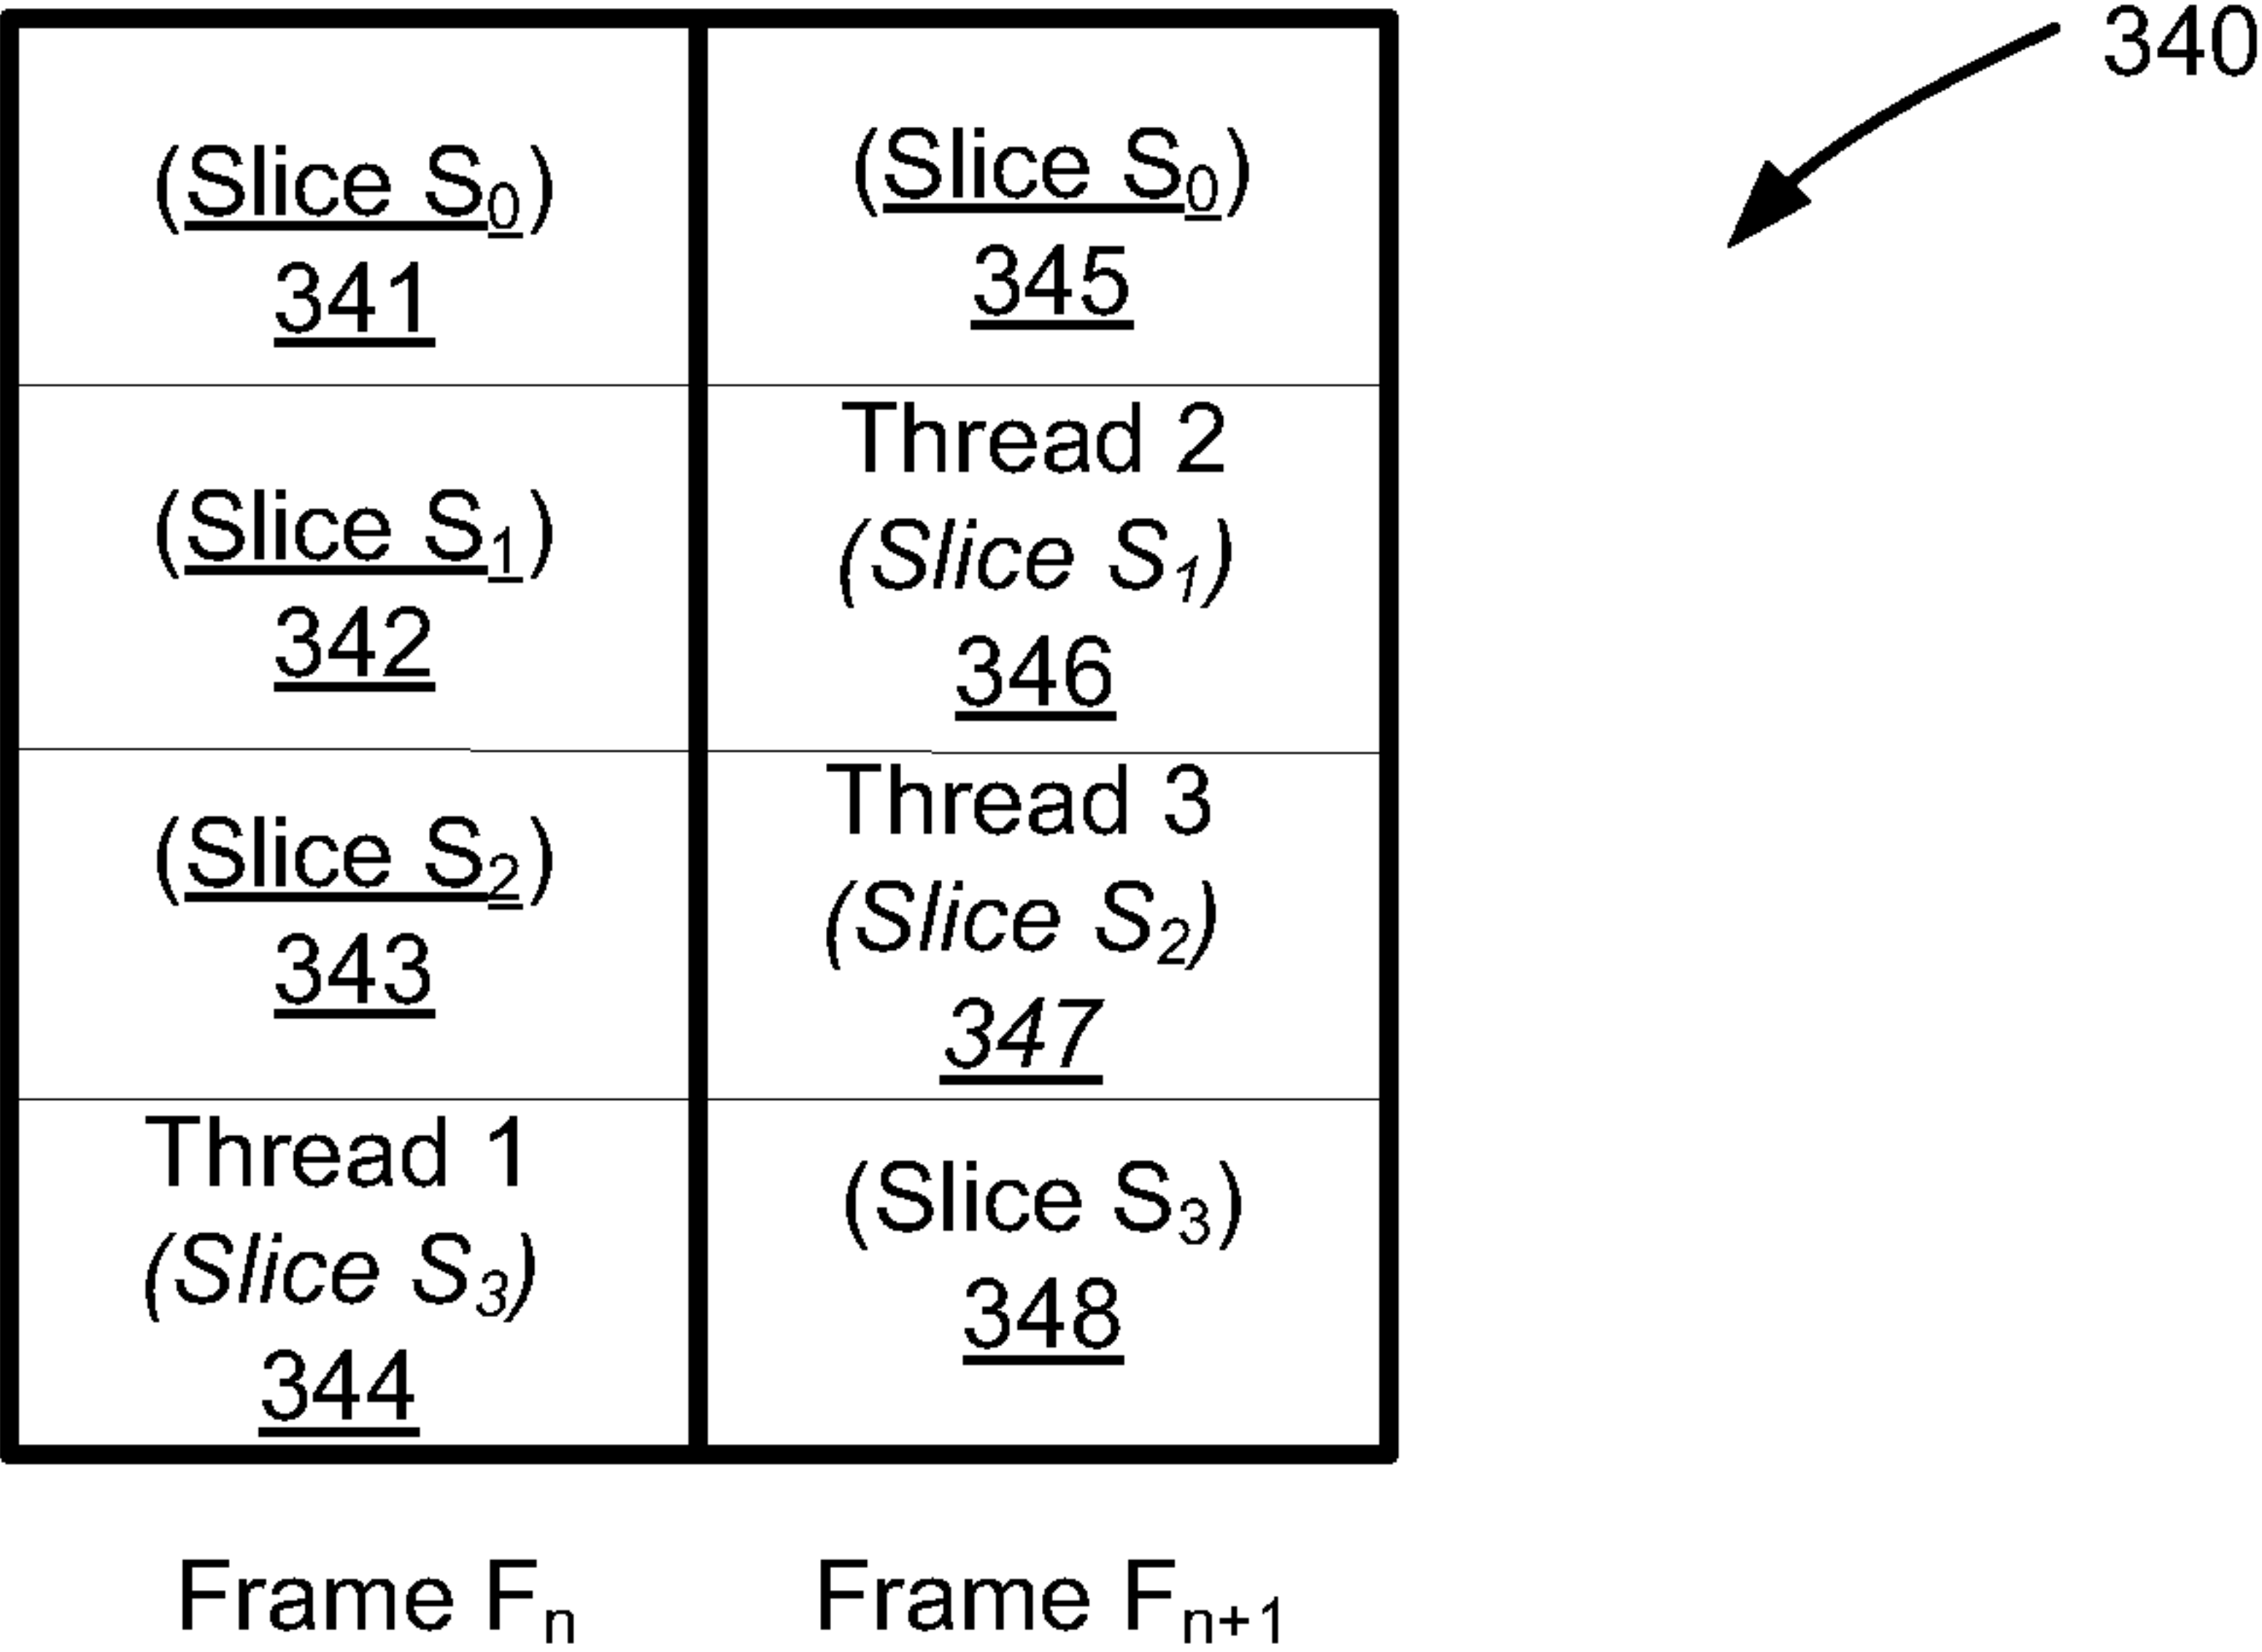 340
(Slice S0)
341
(Slice S0)
345
(Slice S1)
342
Thread 2
(Slice S1)
346
(Slice S2)
343
Thread 3
(Slice S2)
347
Thread 1
(Slice S3)
344
(Slice S3)
348
Frame Fn
Frame Fn+1